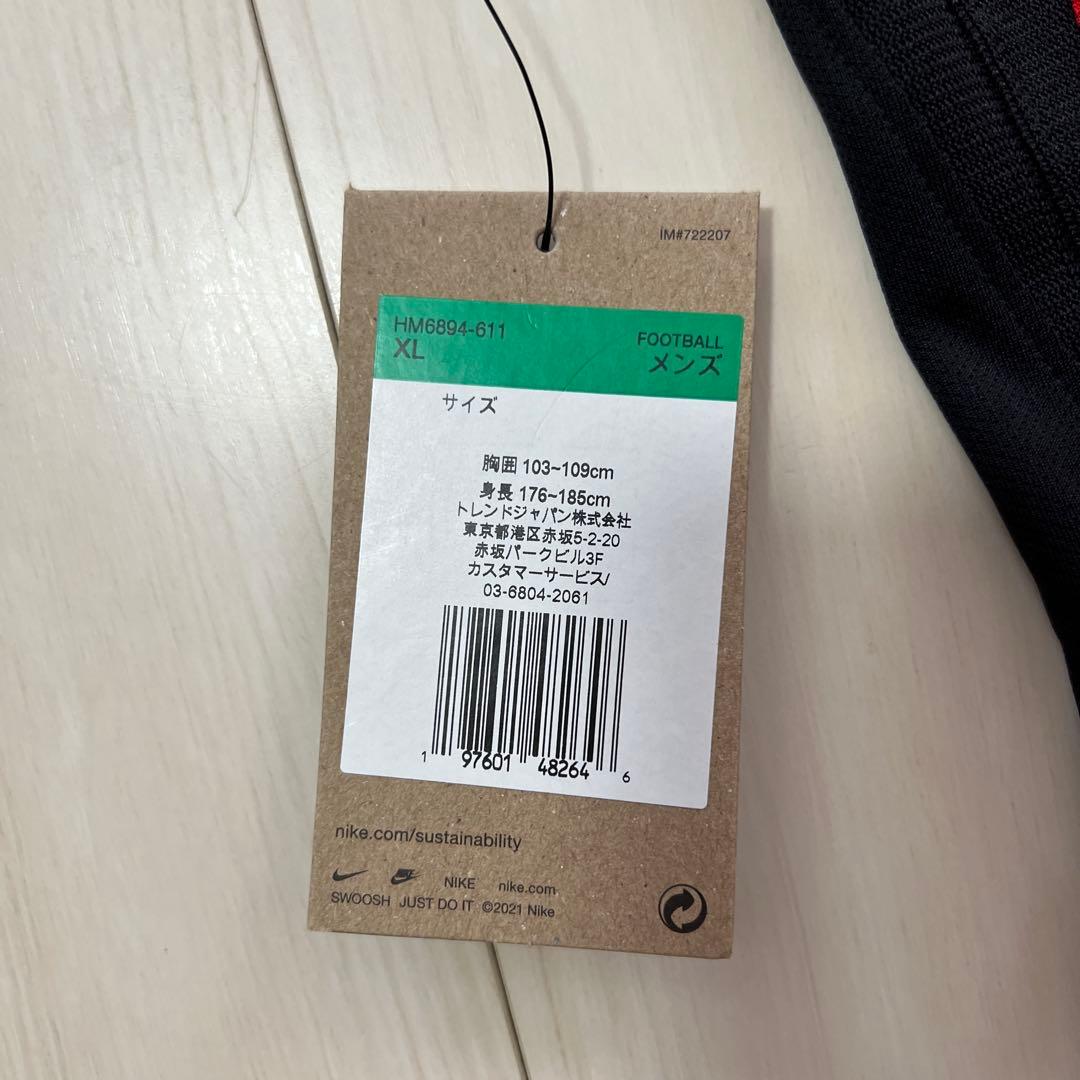 IM#722207
HM6894-611
XL
FOOTBALL
メンズ
サイズ
胸囲 103~109cm
身長 176~185cm
トレンドジャパン株式会社
東京都港区赤坂5-2-20
赤坂パークビル3F
カスタマーサービス/
03-6804-2061
1 97601 48264 6
nike.com/sustainability
NIKE nike.com
SWOOSH JUST DO IT ©2021 Nike